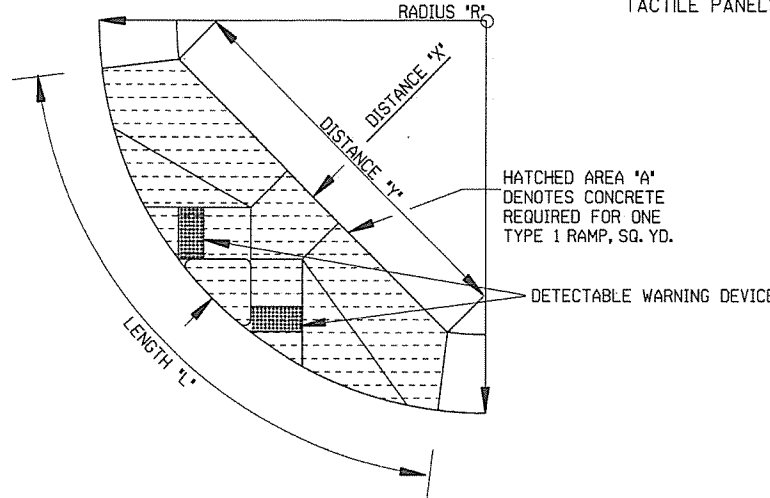 RADIUS 'R'
TACTILE PANEL
DISTANCE 'X'
DISTANCE 'Y'
HATCHED AREA 'A'
DENOTES CONCRETE
REQUIRED FOR ONE
TYPE 1 RAMP, SQ. YD.
DETECTABLE WARNING DEVICE
LENGTH 'L'